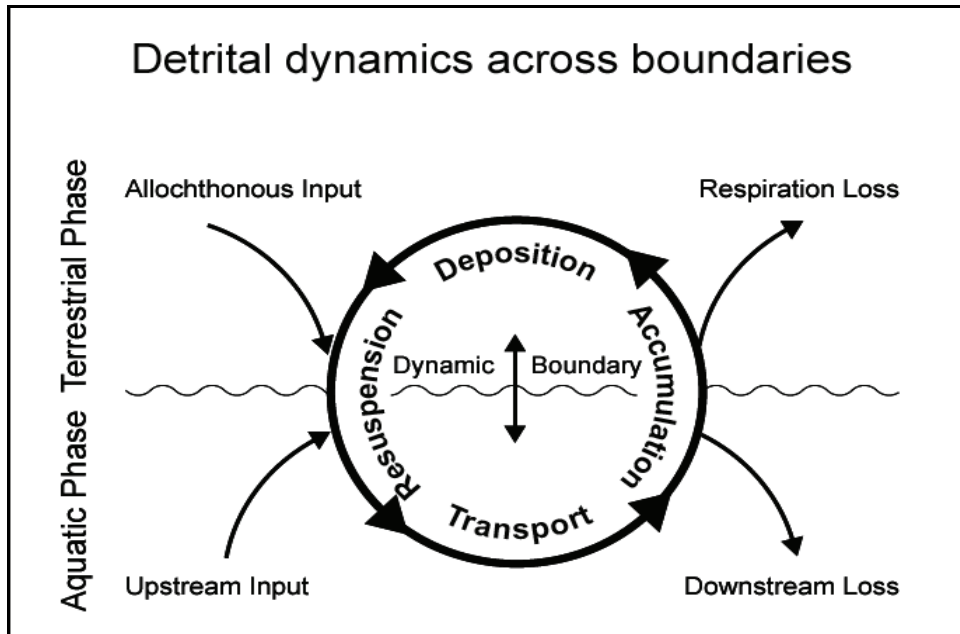 Detrital dynamics across boundaries
Terrestrial Phase
Aquatic Phase
Allochthonous Input
Respiration Loss
Deposition
Resuspension
Accumulation
Dynamic
Boundary
Transport
Upstream Input
Downstream Loss